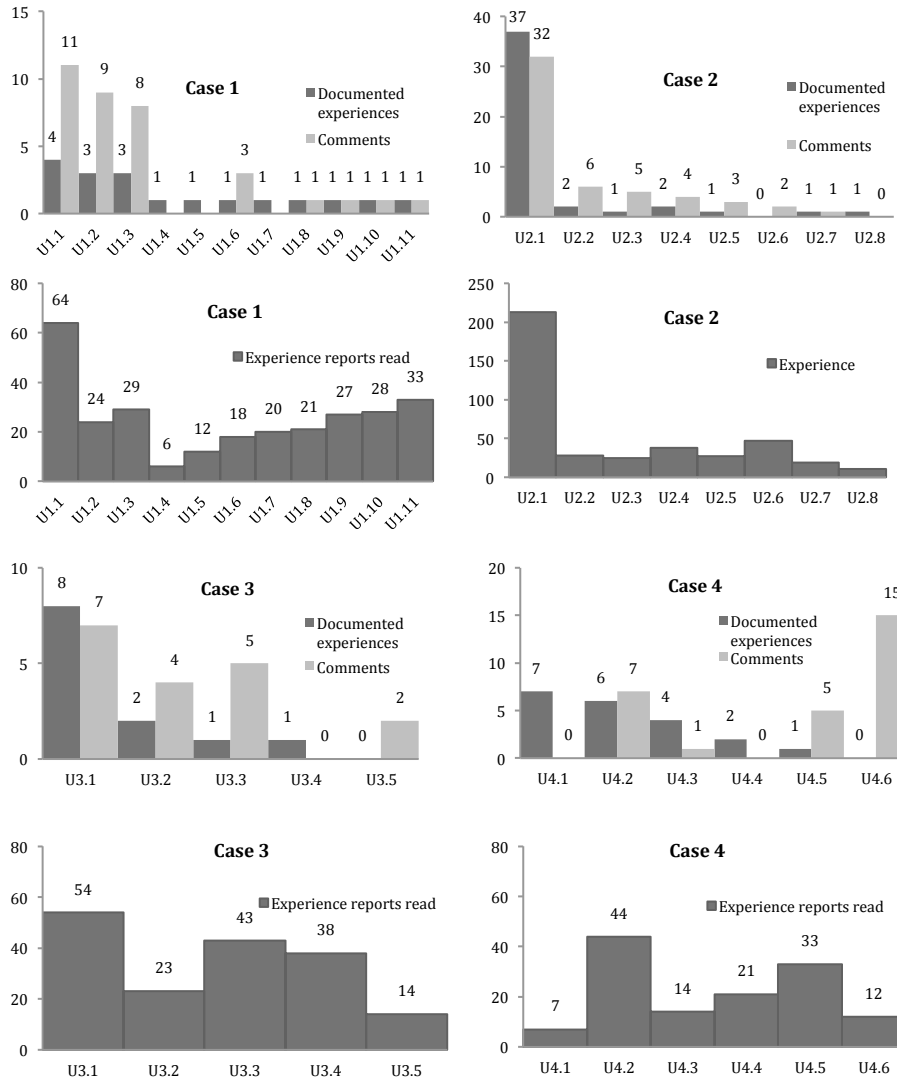 15
10
5
0
11
9
8
4
3
3
1
1
1
3
1
1
1
1
1
1
1
1
1
Case 1
Documented
experiences
Comments
U1.1
U1.2
U1.3
U1.4
U1.5
U1.6
U1.7
U1.8
U1.9
U1.10
U1.11
40
30
20
10
0
37
32
2
6
1
5
2
4
1
3
0
2
1
1
1
0
Case 2
Documented
experiences
Comments
U2.1
U2.2
U2.3
U2.4
U2.5
U2.6
U2.7
U2.8
80
60
40
20
0
64
24
29
6
12
18
20
21
27
28
33
Case 1
Experience reports read
U1.1
U1.2
U1.3
U1.4
U1.5
U1.6
U1.7
U1.8
U1.9
U1.10
U1.11
250
200
150
100
50
0
Case 2
Experience
U2.1
U2.2
U2.3
U2.4
U2.5
U2.6
U2.7
U2.8
10
5
0
8
7
2
4
1
5
1
0
0
2
Case 3
Documented
experiences
Comments
U3.1
U3.2
U3.3
U3.4
U3.5
20
15
10
5
0
7
0
6
7
4
1
2
0
1
5
0
15
Case 4
Documented
experiences
Comments
U4.1
U4.2
U4.3
U4.4
U4.5
U4.6
80
60
40
20
0
54
23
43
38
14
Case 3
Experience reports read
U3.1
U3.2
U3.3
U3.4
U3.5
80
60
40
20
0
7
44
14
21
33
12
Case 4
Experience reports read
U4.1
U4.2
U4.3
U4.4
U4.5
U4.6